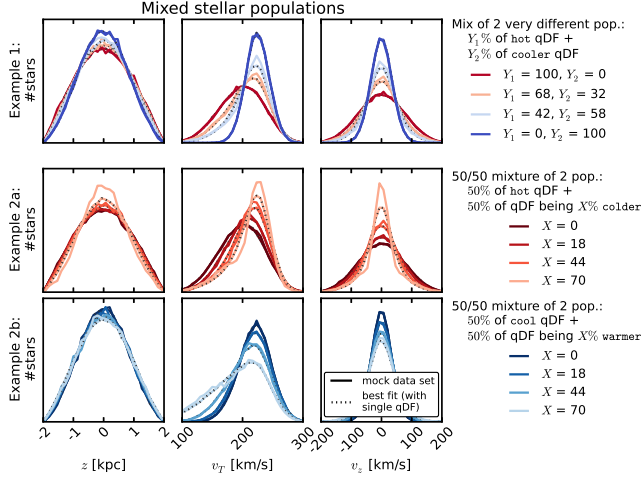 Mixed stellar populations
Example 1:
#stars
Mix of 2 very different pop.:
Y₁% of hot qDF +
Y₂% of cooler qDF
Y₁ = 100, Y₂ = 0
Y₁ = 68, Y₂ = 32
Y₁ = 42, Y₂ = 58
Y₁ = 0, Y₂ = 100
Example 2a:
#stars
50/50 mixture of 2 pop.:
50% of hot qDF +
50% of qDF being X% colder
X = 0
X = 18
X = 44
X = 70
Example 2b:
#stars
50/50 mixture of 2 pop.:
50% of cool qDF +
50% of qDF being X% warmer
X = 0
X = 18
X = 44
X = 70
mock data set
best fit (with
single qDF)
−2 −1 0 1 2
100 200 300
−200 −100 0 100 200
z [kpc]
v_T [km/s]
v_z [km/s]